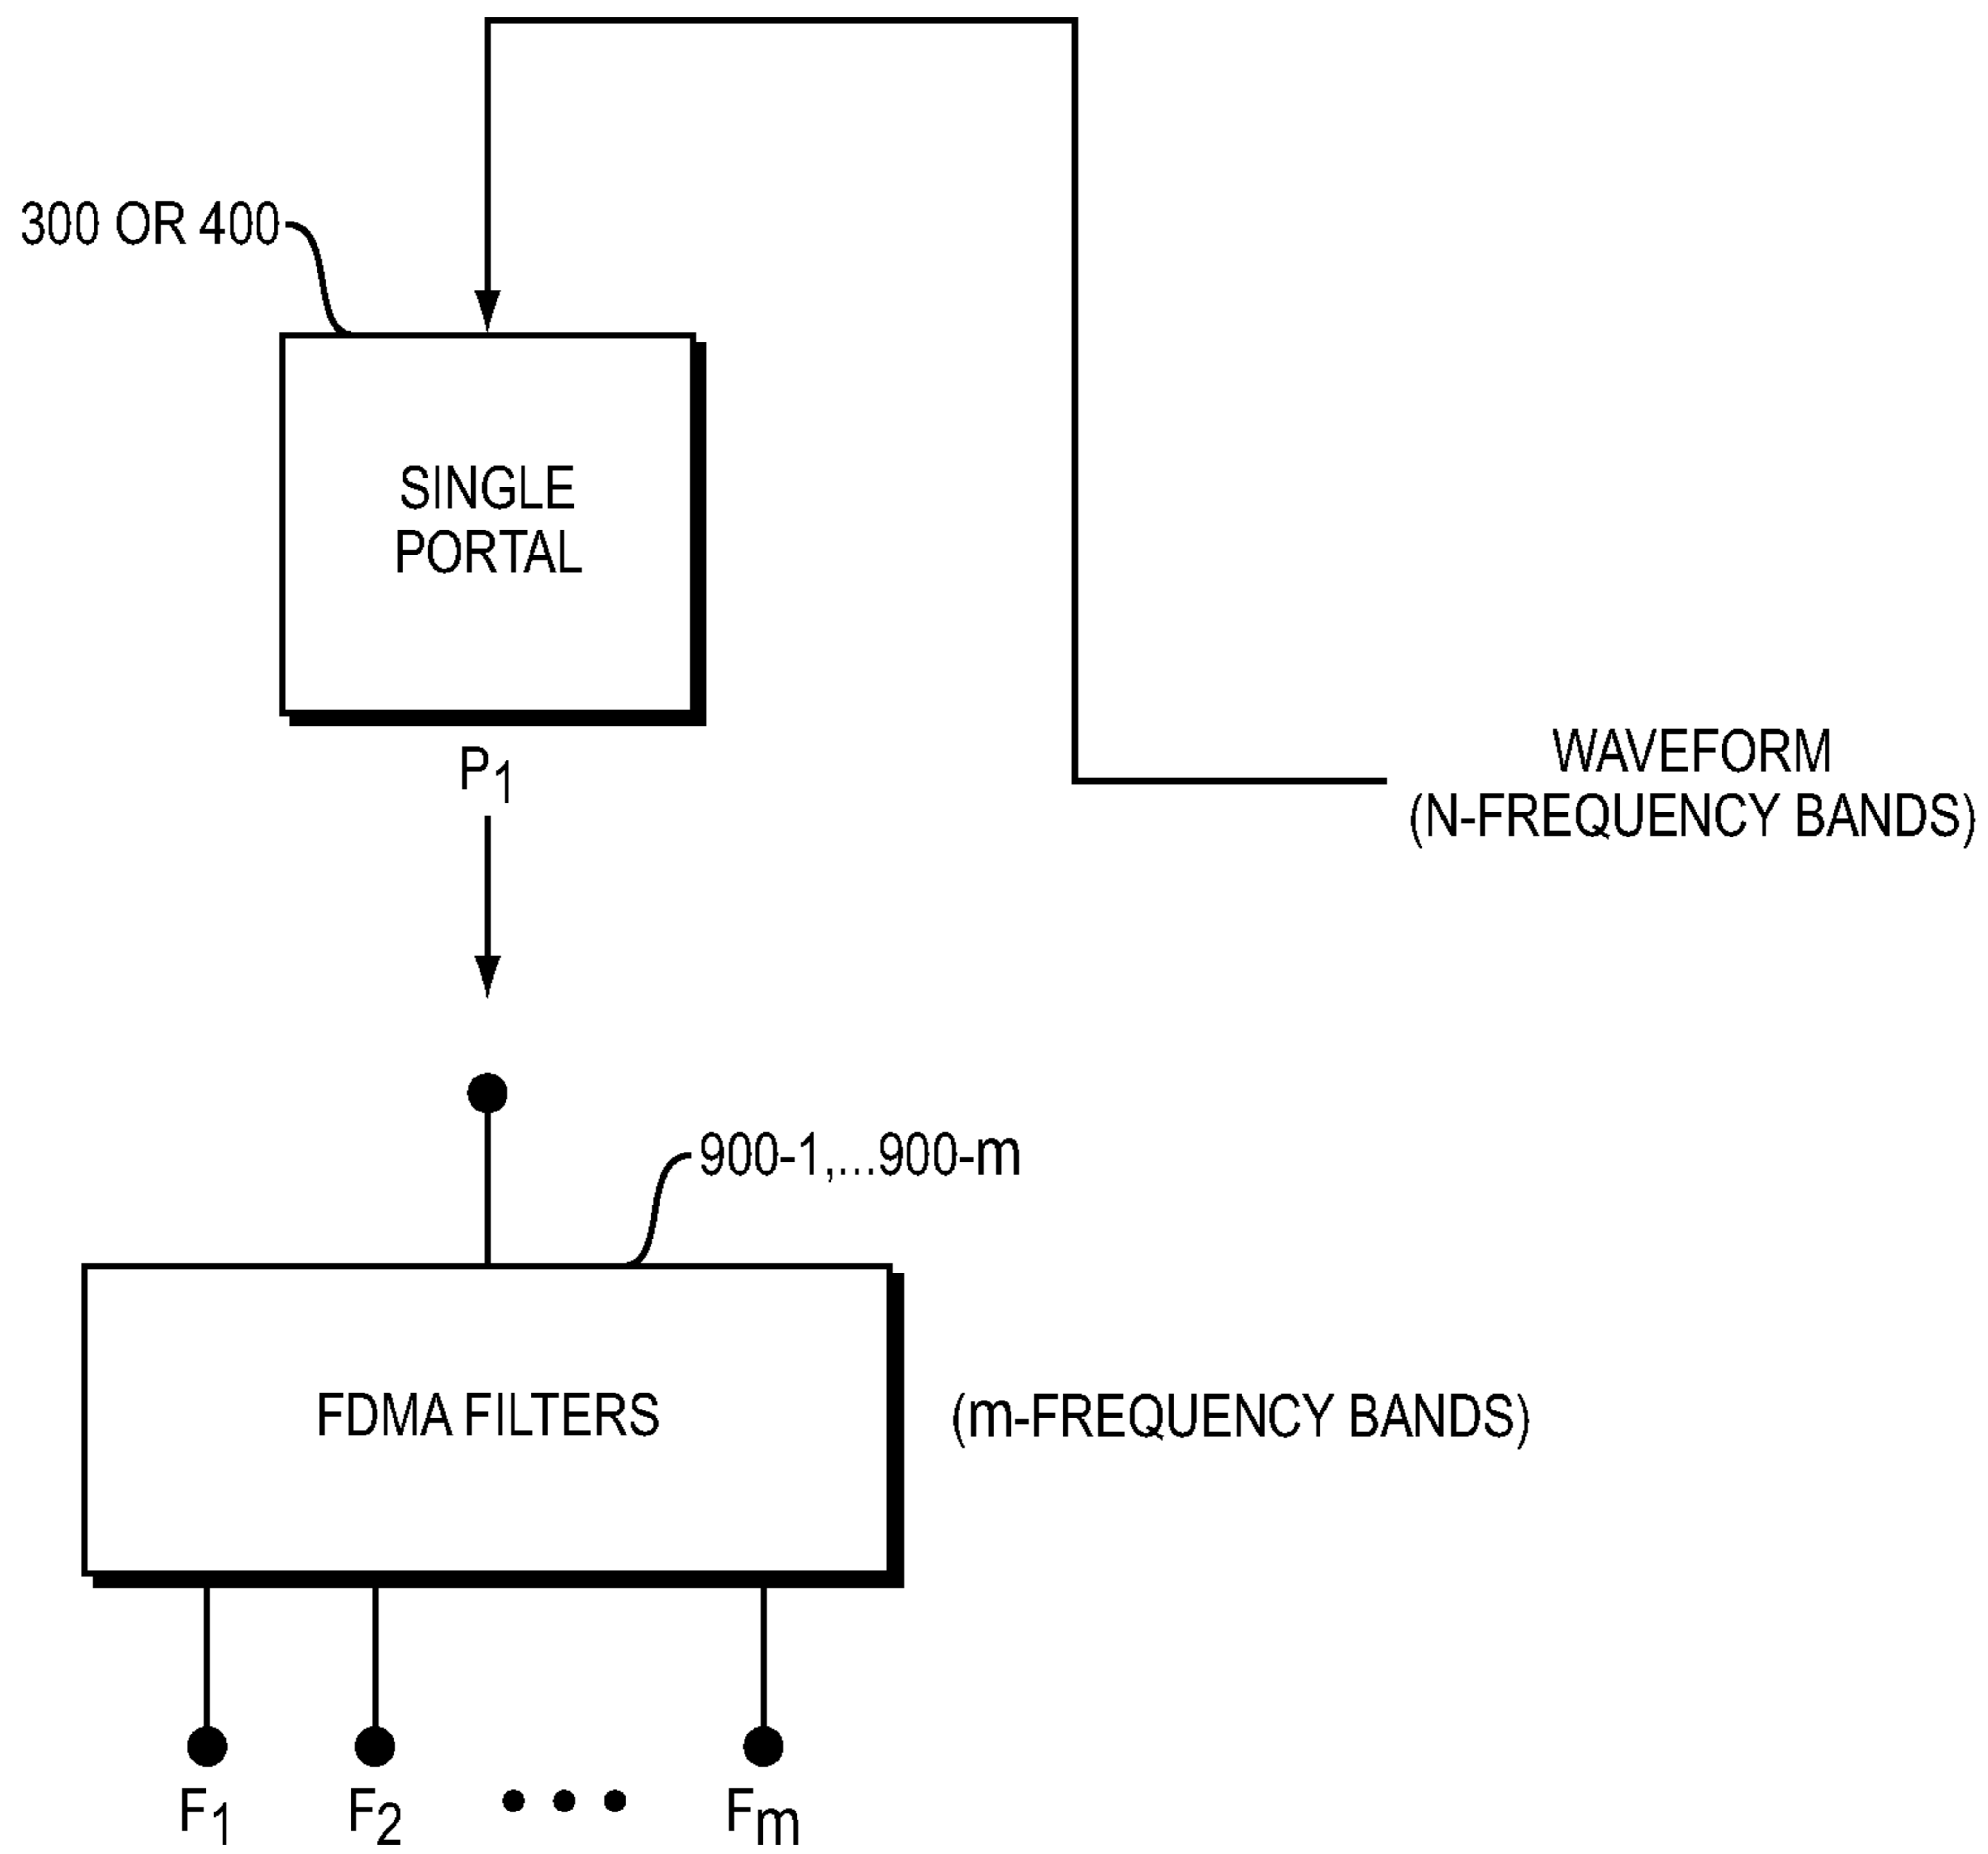 300 OR 400
SINGLE
PORTAL
P1
WAVEFORM
(N-FREQUENCY BANDS)
900-1,...900-m
FDMA FILTERS
(m-FREQUENCY BANDS)
F1 F2 ••• Fm